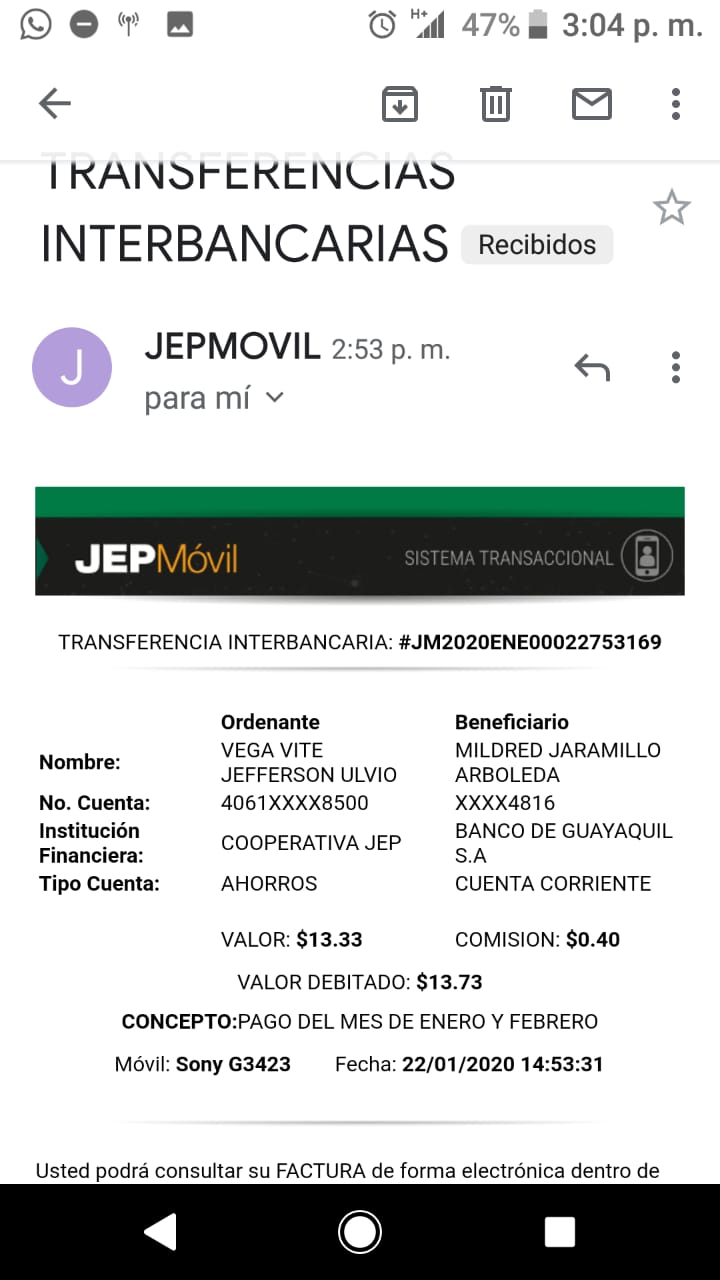 H+ 47% 3:04 p. m.
TRANSFERENCIAS
INTERBANCARIAS Recibidos
J JEPMOVIL 2:53 p. m.
para mí
JEPMóvil SISTEMA TRANSACCIONAL
TRANSFERENCIA INTERBANCARIA: #JM2020ENE00022753169
Ordenante Beneficiario
Nombre: VEGA VITE JEFFERSON ULVIO MILDRED JARAMILLO ARBOLEDA
No. Cuenta: 4061XXXX8500 XXXX4816
Institución Financiera: COOPERATIVA JEP BANCO DE GUAYAQUIL S.A
Tipo Cuenta: AHORROS CUENTA CORRIENTE
VALOR: $13.33 COMISION: $0.40
VALOR DEBITADO: $13.73
CONCEPTO:PAGO DEL MES DE ENERO Y FEBRERO
Móvil: Sony G3423 Fecha: 22/01/2020 14:53:31
Usted podrá consultar su FACTURA de forma electrónica dentro de